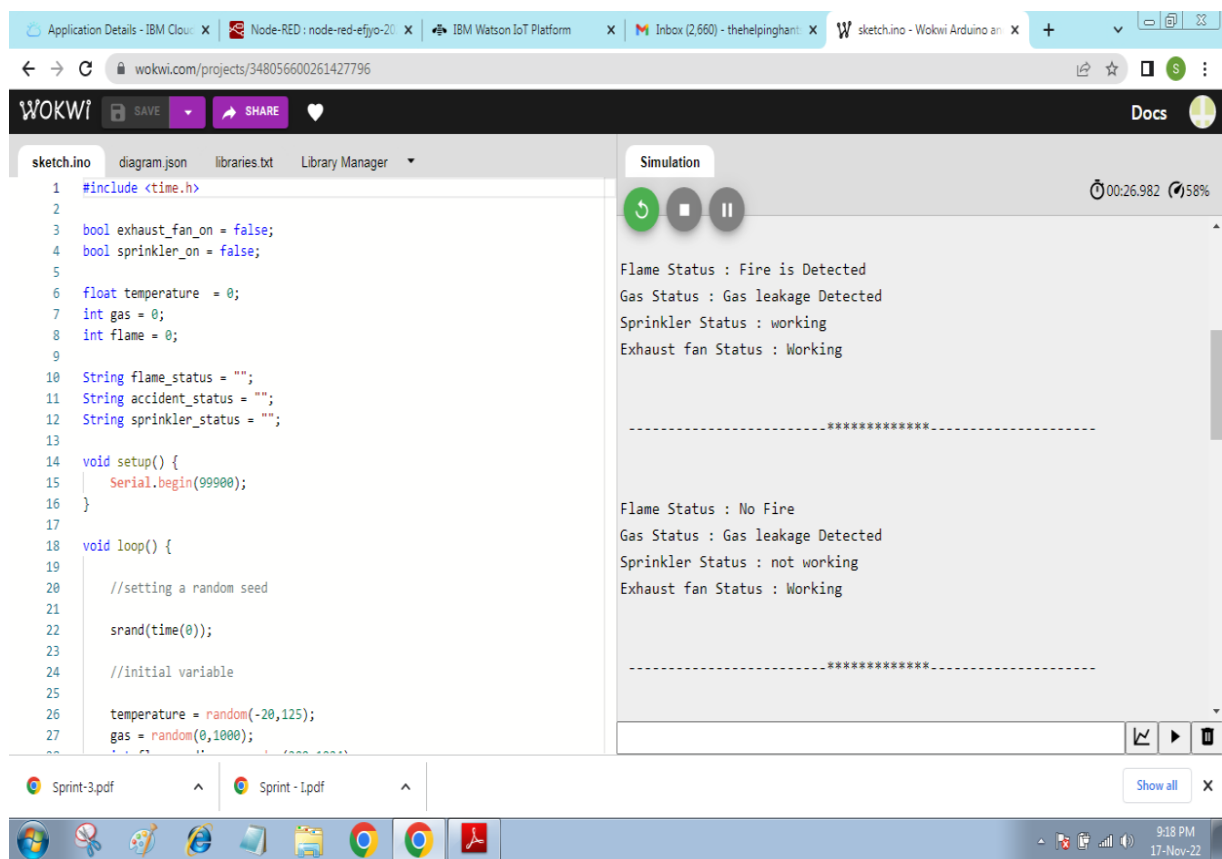 Application Details - IBM Clouc X
Node-RED : node-red-efjyo-20 X
IBM Watson IoT Platform X
Inbox (2,660) - thehelpinghant X
sketch.ino - Wokwi Arduino an X
wokwi.com/projects/348056600261427796
S
WOKWi SAVE SHARE Docs
sketch.ino diagram.json libraries.txt Library Manager
1 #include <time.h>
2
3 bool exhaust_fan_on = false;
4 bool sprinkler_on = false;
5
6 float temperature = 0;
7 int gas = 0;
8 int flame = 0;
9
10 String flame_status = "";
11 String accident_status = "";
12 String sprinkler_status = "";
13
14 void setup() {
15 Serial.begin(99900);
16 }
17
18 void loop() {
19
20 //setting a random seed
21
22 srand(time(0));
23
24 //initial variable
25
26 temperature = random(-20,125);
27 gas = random(0,1000);
Simulation
00:26.982 58%
Flame Status : Fire is Detected
Gas Status : Gas leakage Detected
Sprinkler Status : working
Exhaust fan Status : Working
-------------------------*************---------------------
Flame Status : No Fire
Gas Status : Gas leakage Detected
Sprinkler Status : not working
Exhaust fan Status : Working
-------------------------*************---------------------
Sprint-3.pdf
Sprint - I.pdf
Show all X
9:18 PM
17-Nov-22